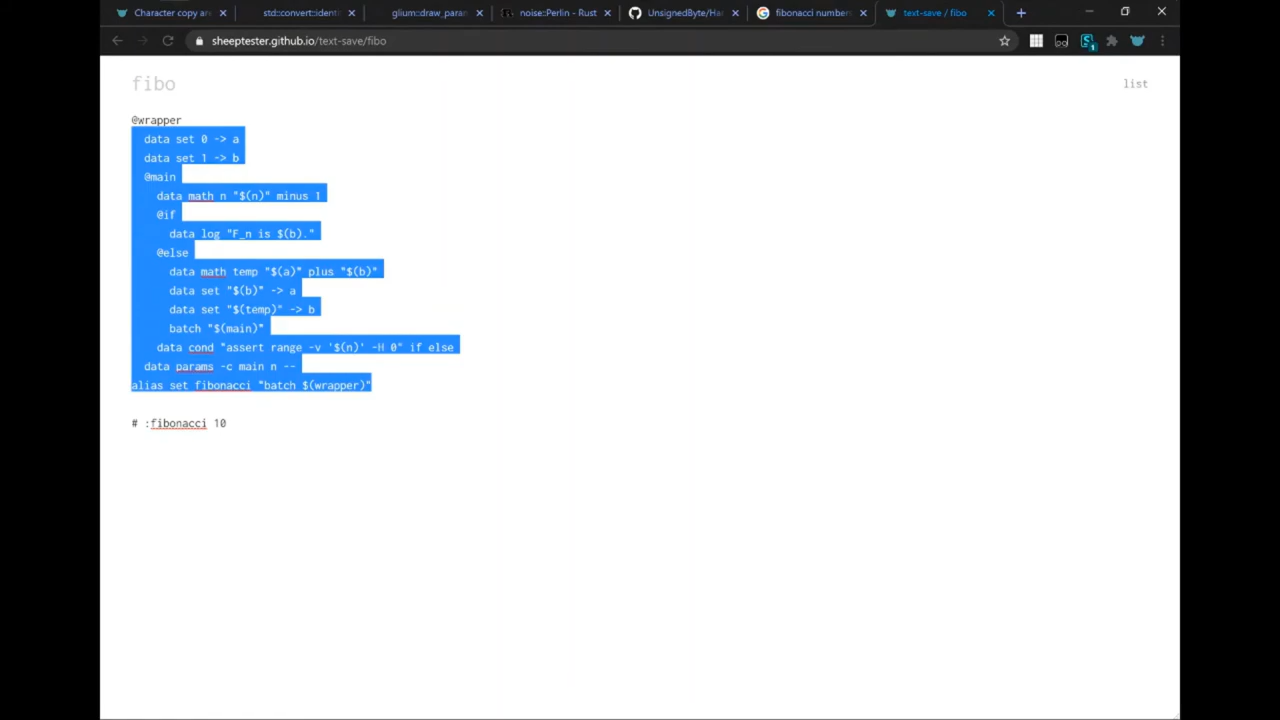 Character copy an
std::convert::identi
glium::draw_param
noise::Perlin - Rust
UnsignedByte/Ha
fibonacci numbers
text-save / fibo
sheeptester.github.io/text-save/fibo
fibo
list
@wrapper
  data set 0 -> a
  data set 1 -> b
  @main
    data math n "$(n)" minus 1
    @if
      data log "F_n is $(b)."
    @else
      data math temp "$(a)" plus "$(b)"
      data set "$(b)" -> a
      data set "$(temp)" -> b
      batch "$(main)"
    data cond "assert range -v '$(n)' -H 0" if else
  data params -c main n --
alias set fibonacci "batch $(wrapper)"
# :fibonacci 10